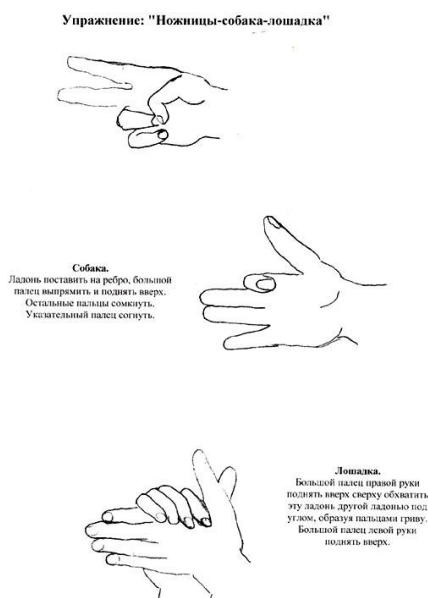 Упражнение: "Ножницы-собака-лошадка"
Собака.
Ладонь поставить на ребро, большой
палец выпрямить и поднять вверх.
Остальные пальцы сомкнуть.
Указательный палец согнуть.
Лошадка.
Большой палец правой руки
поднять вверх сверху обхватить
эту ладонь другой ладонью под
углом, образуя пальцами гриву.
Большой палец левой руки
поднять вверх.